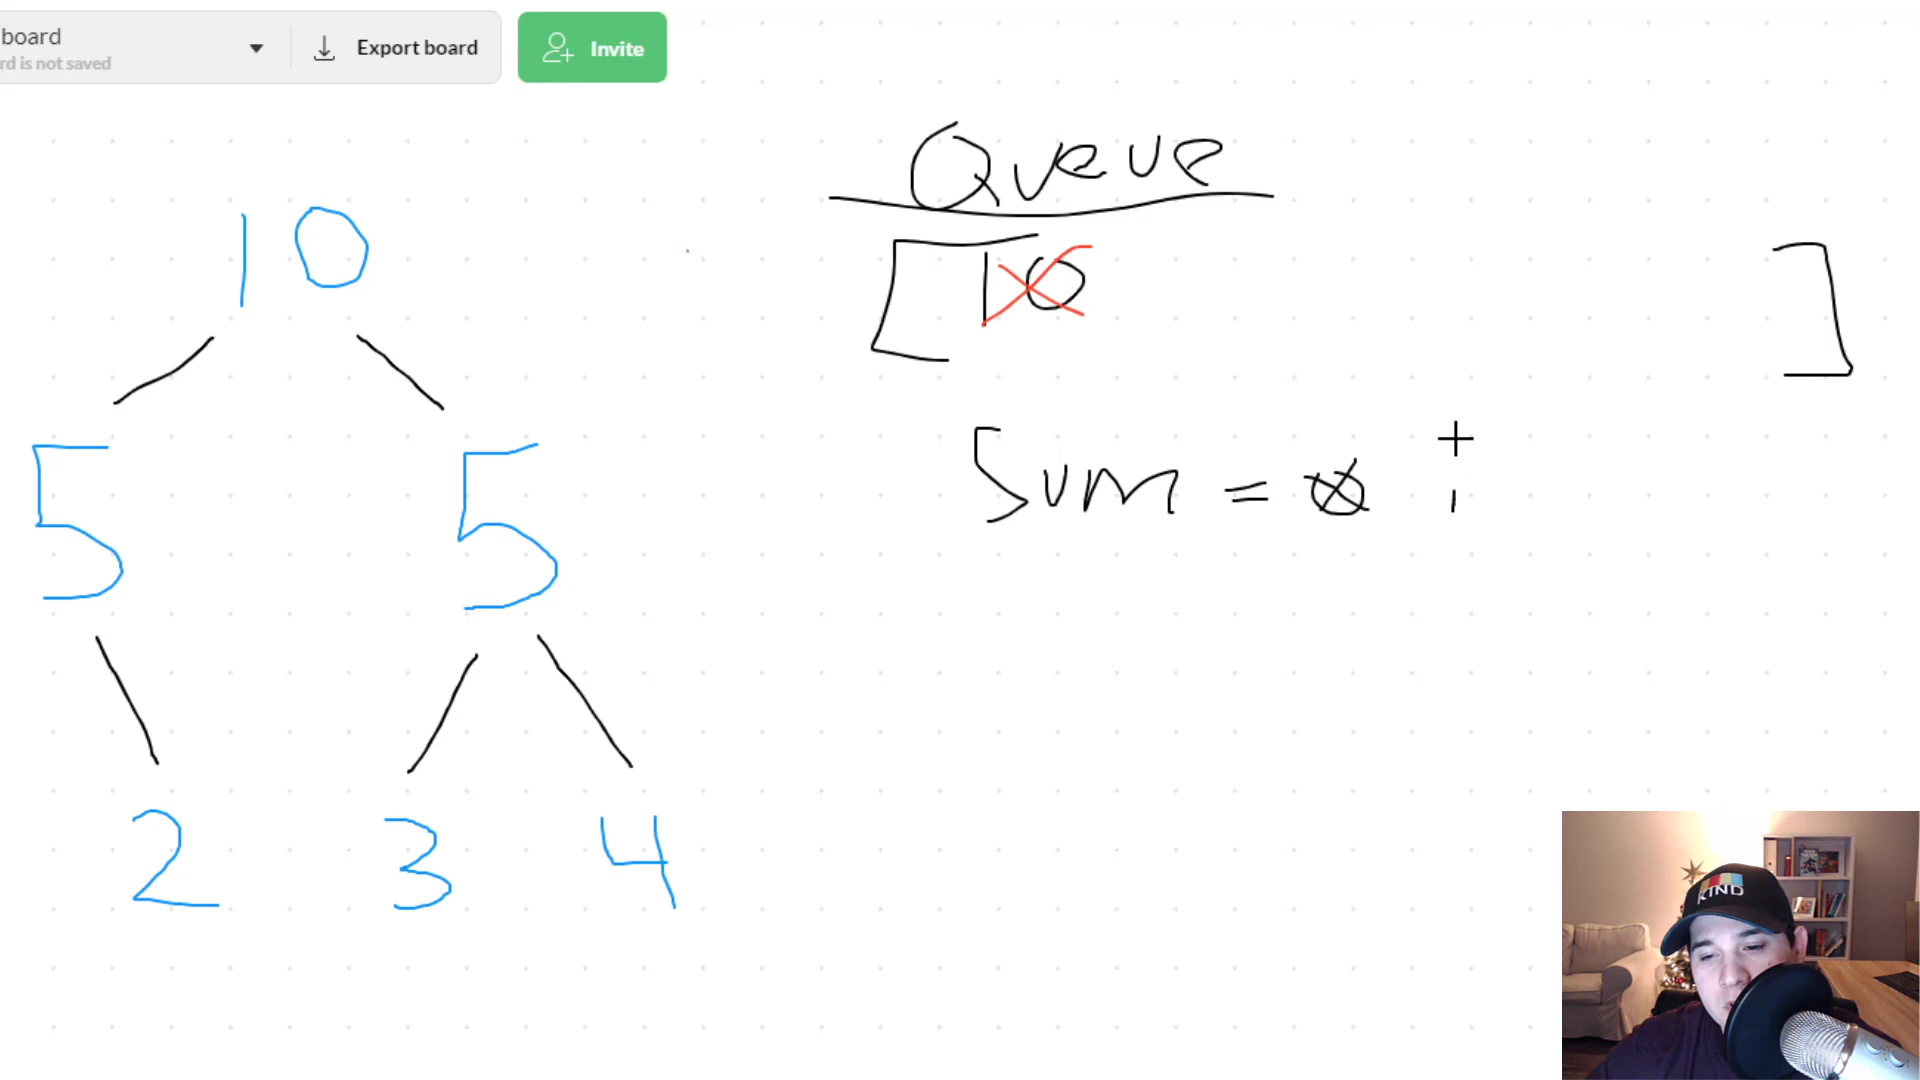 board
rd is not saved
Export board
Invite
Queue
10
[ 10 ]
Sum = 0
5 5
2 3 4
KIND